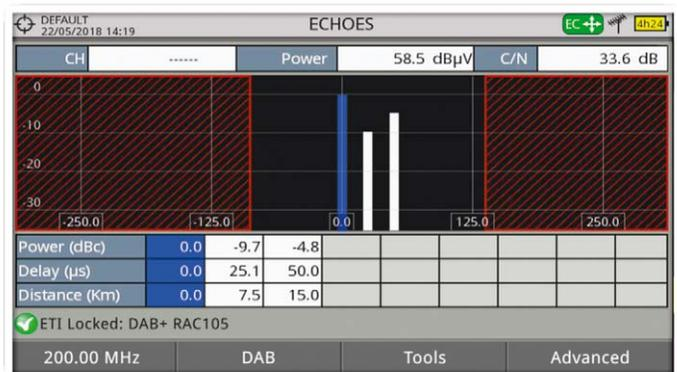 DEFAULT
22/05/2018 14:19
ECHOES
EC
4h24
CH ------ Power 58.5 dBµV C/N 33.6 dB
0
-10
-20
-30
-250.0 -125.0 0.0 125.0 250.0
Power (dBc) 0.0 -9.7 -4.8
Delay (µs) 0.0 25.1 50.0
Distance (Km) 0.0 7.5 15.0
ETI Locked: DAB+ RAC105
200.00 MHz DAB Tools Advanced